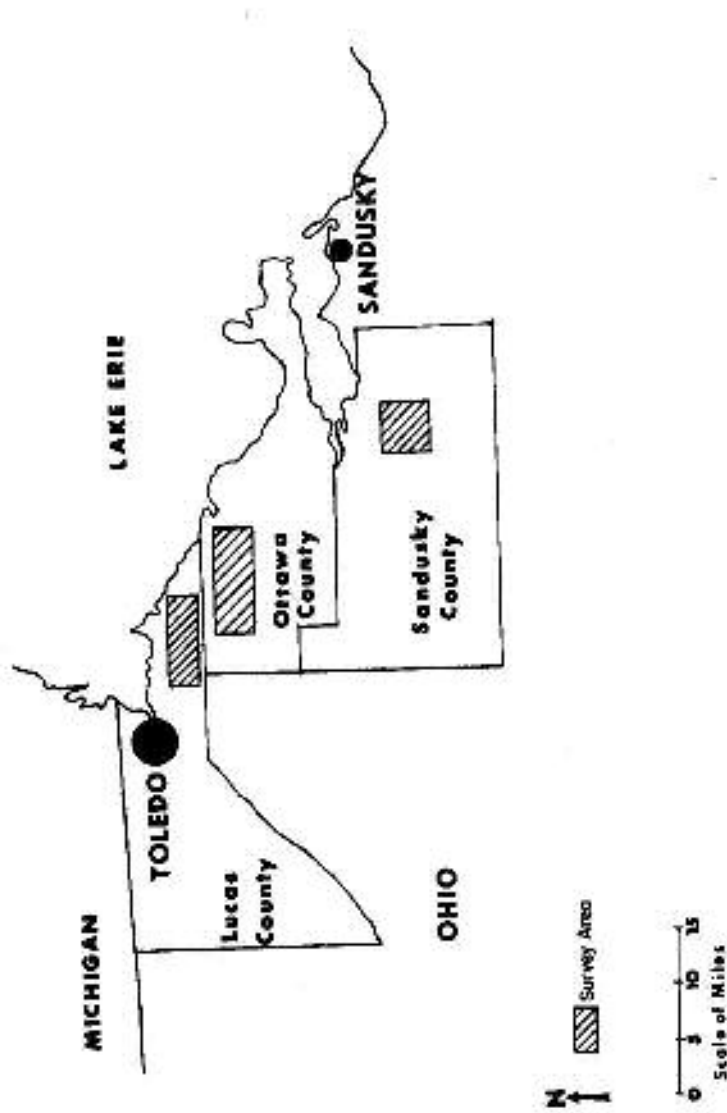 LAKE ERIE
MICHIGAN
TOLEDO
SANDUSKY
Lucas
County
Ottawa
County
Sandusky
County
OHIO
N
Survey Area
0 5 10 15
Scale of Miles